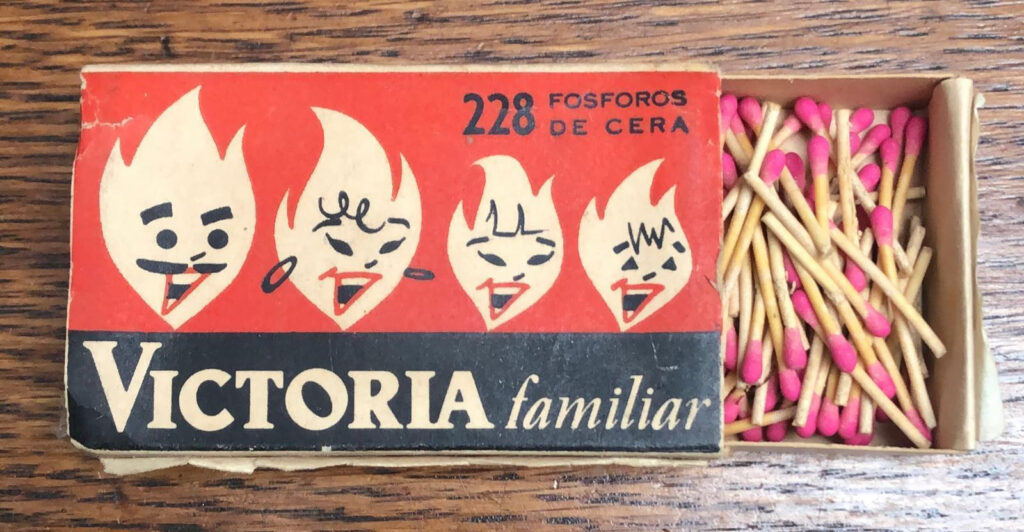 228 FOSFOROS
DE CERA
VICTORIA familiar